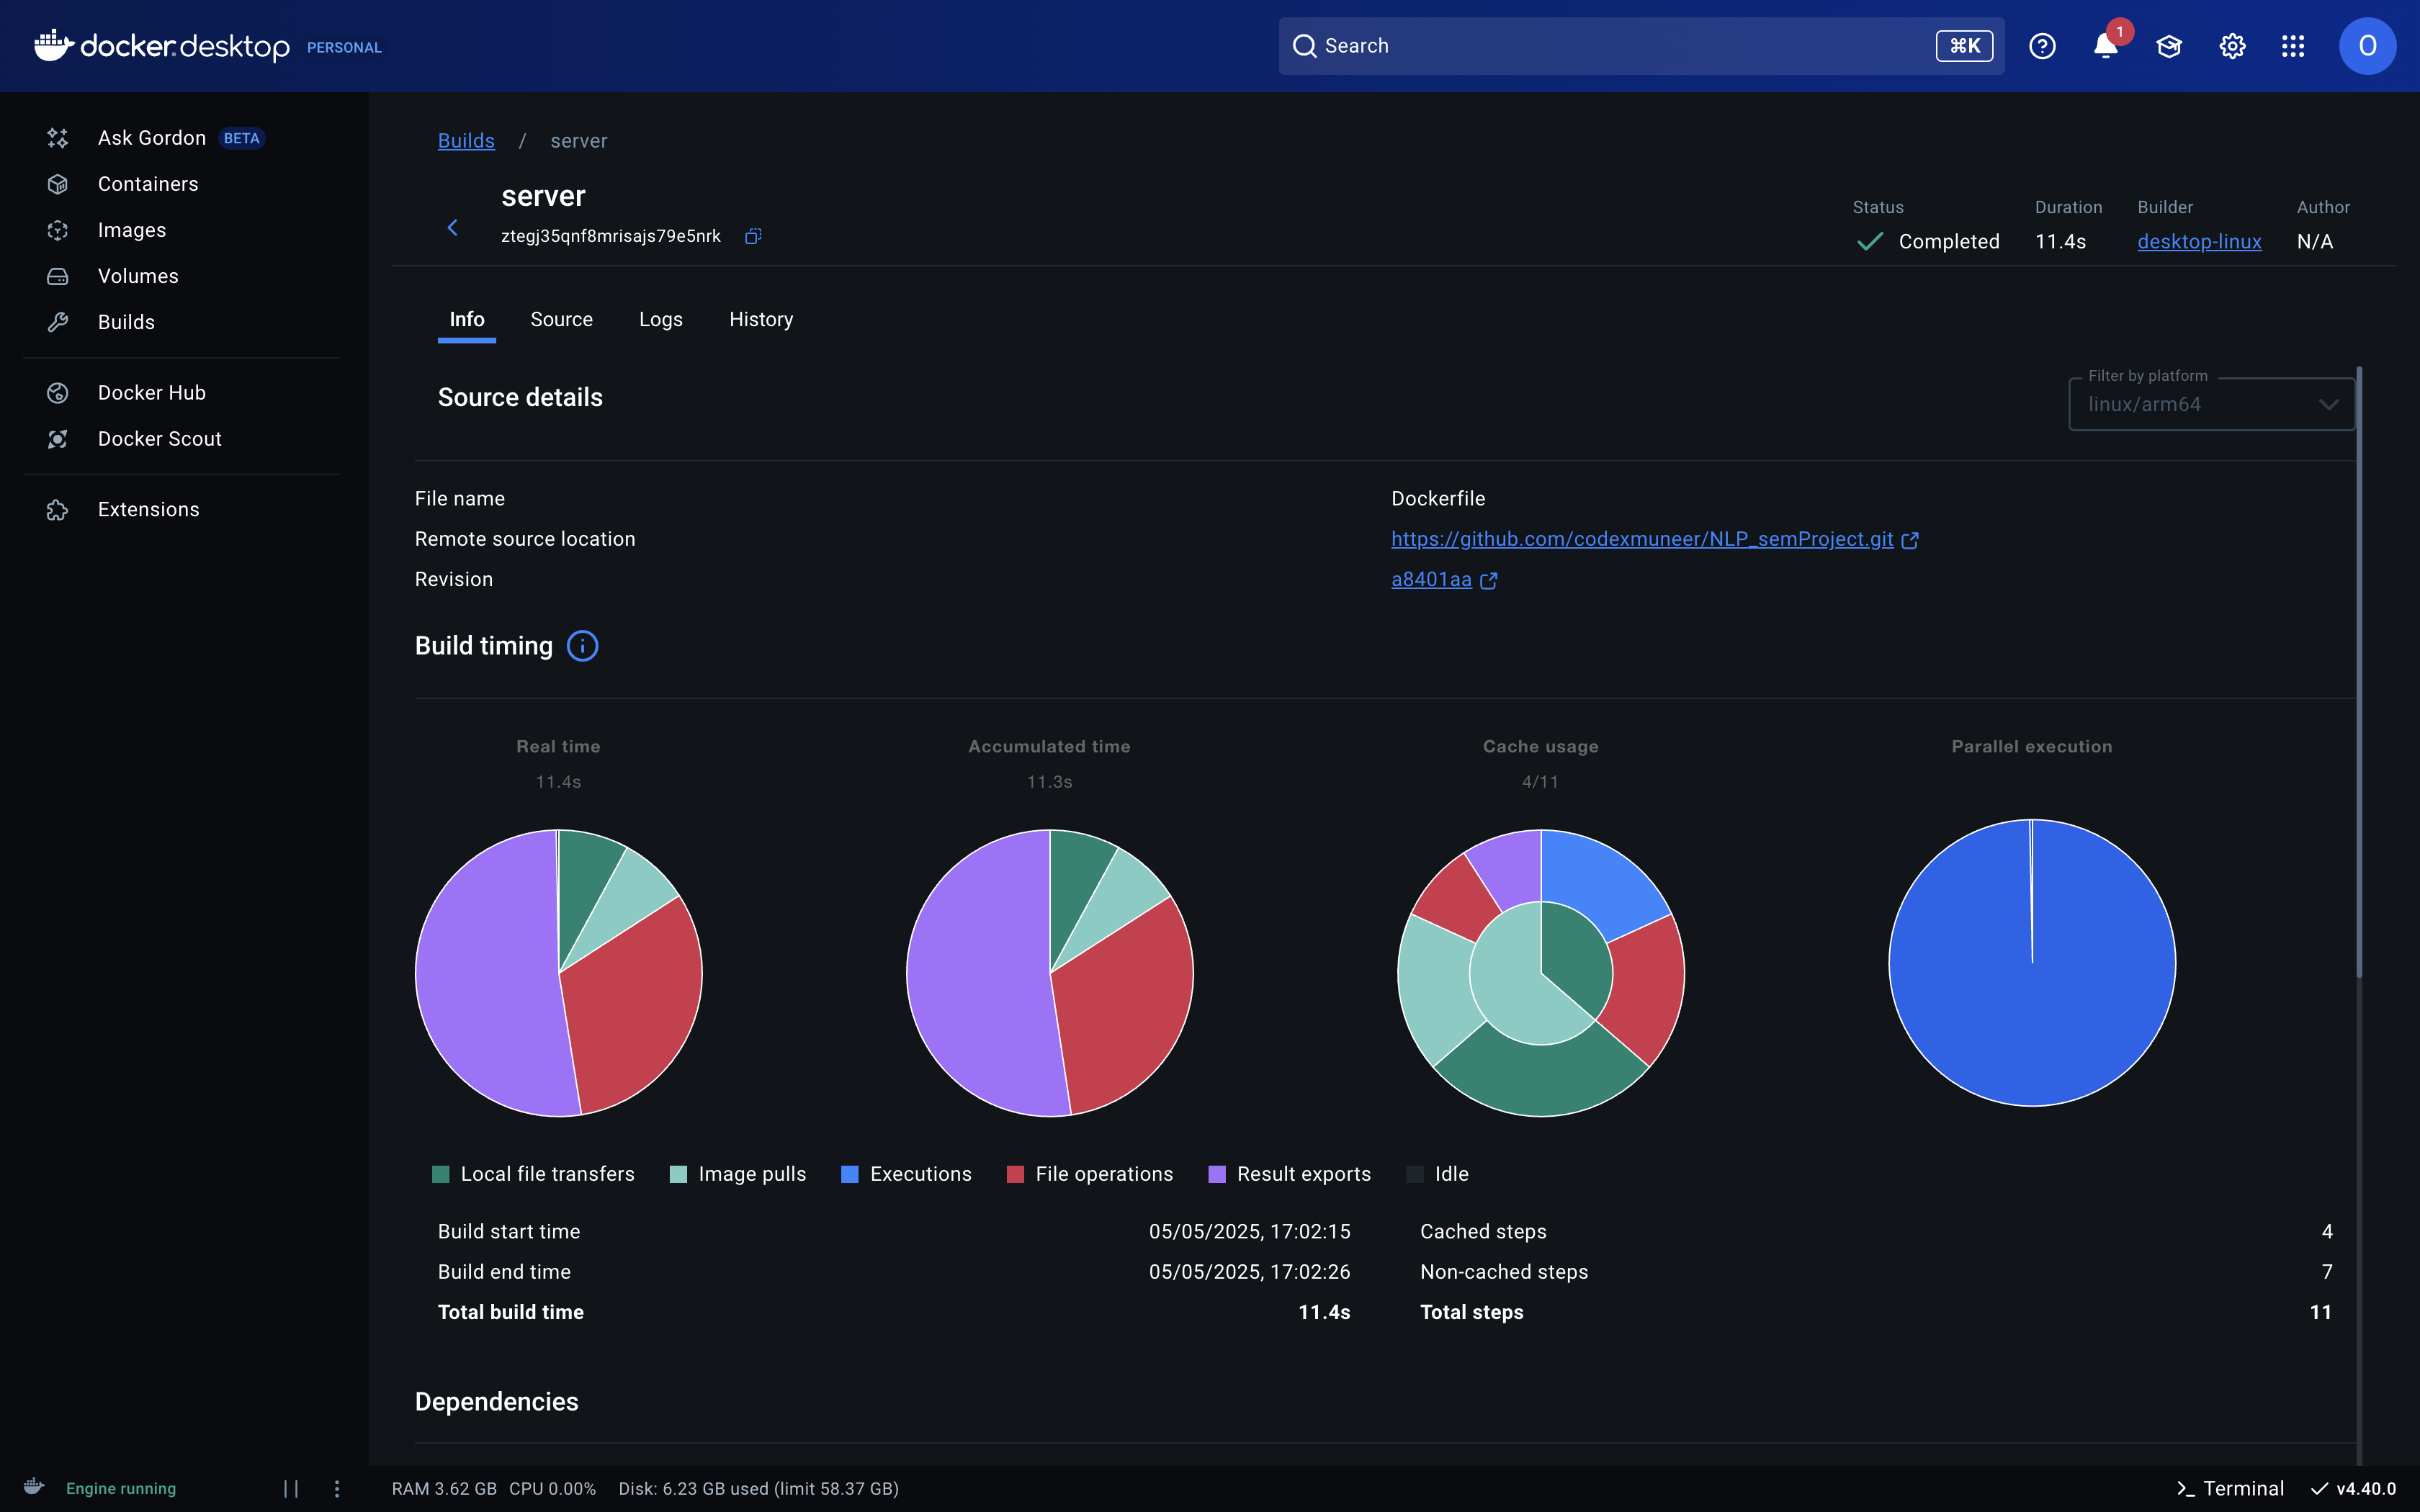 docker.desktop PERSONAL
Search
⌘K
1
O
Ask Gordon BETA
Containers
Images
Volumes
Builds
Docker Hub
Docker Scout
Extensions
Builds / server
server
ztegj35qnf8mrisajs79e5nrk
Status Duration Builder Author
Completed 11.4s desktop-linux N/A
Info Source Logs History
Source details
Filter by platform
linux/arm64
File name Dockerfile
Remote source location https://github.com/codexmuneer/NLP_semProject.git
Revision a8401aa
Build timing
Real time Accumulated time Cache usage Parallel execution
11.4s 11.3s 4/11
Local file transfers Image pulls Executions File operations Result exports Idle
Build start time 05/05/2025, 17:02:15 Cached steps 4
Build end time 05/05/2025, 17:02:26 Non-cached steps 7
Total build time 11.4s Total steps 11
Dependencies
Engine running RAM 3.62 GB CPU 0.00% Disk: 6.23 GB used (limit 58.37 GB) Terminal v4.40.0